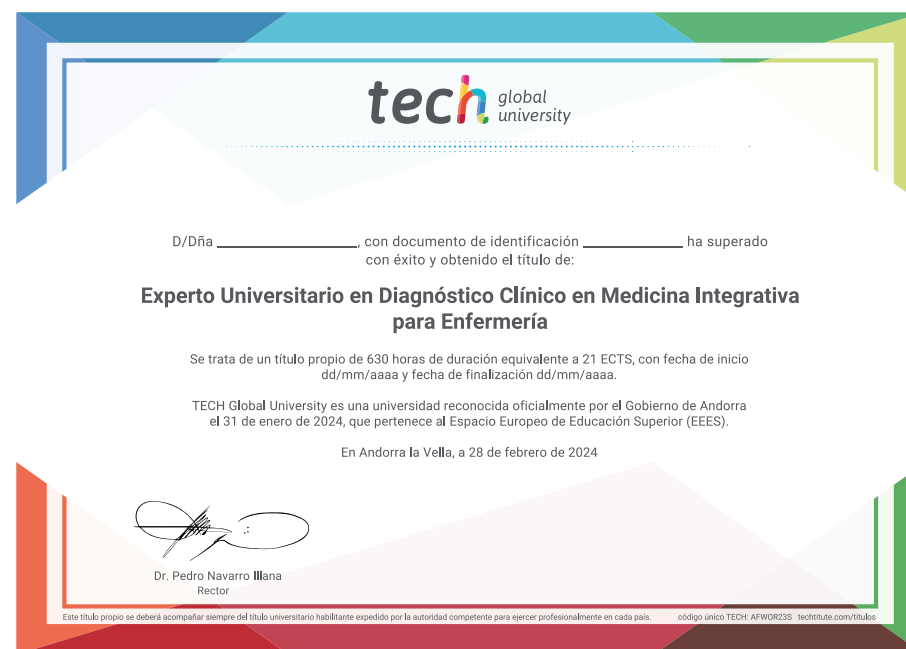 tech global university
D/Dña ____________, con documento de identificación ____________ ha superado
con éxito y obtenido el título de:
Experto Universitario en Diagnóstico Clínico en Medicina Integrativa
para Enfermería
Se trata de un título propio de 630 horas de duración equivalente a 21 ECTS, con fecha de inicio
dd/mm/aaaa y fecha de finalización dd/mm/aaaa.
TECH Global University es una universidad reconocida oficialmente por el Gobierno de Andorra
el 31 de enero de 2024, que pertenece al Espacio Europeo de Educación Superior (EEES).
En Andorra la Vella, a 28 de febrero de 2024
Dr. Pedro Navarro Illana
Rector
Este título propio se deberá acompañar siempre del título universitario habilitante expedido por la autoridad competente para ejercer profesionalmente en cada país. código único TECH: AFWOR23S techtitute.com/titulos